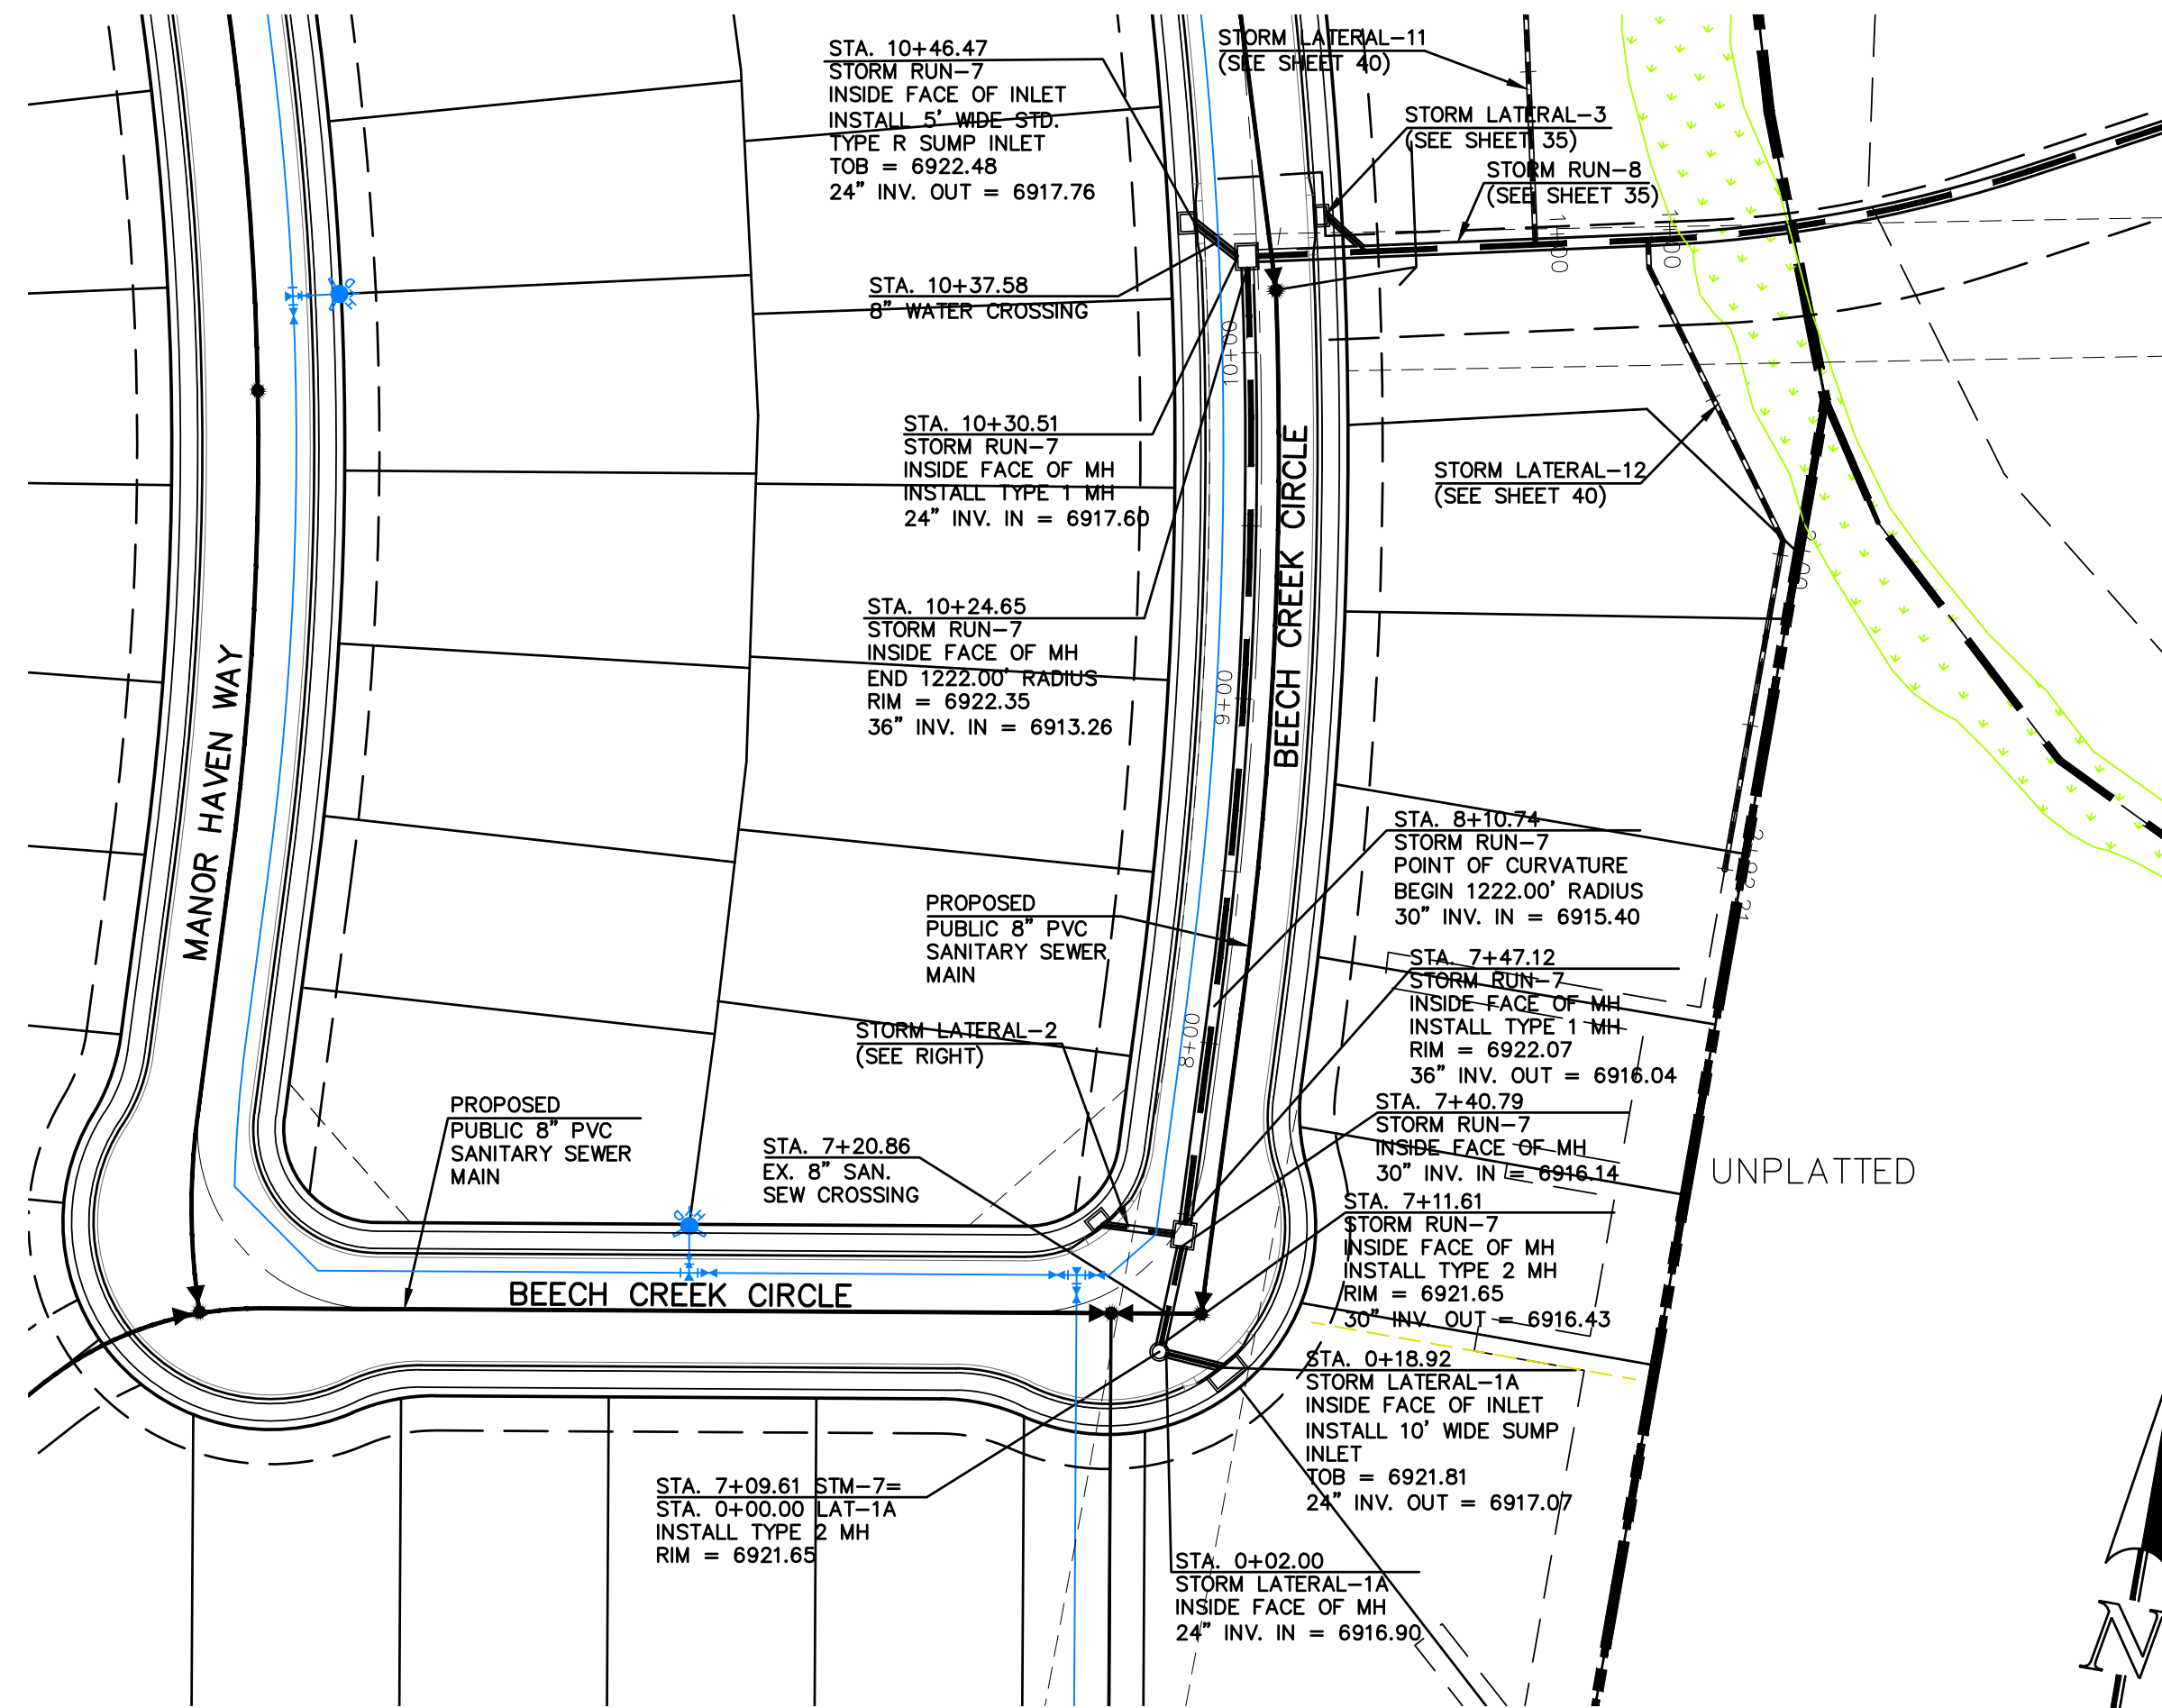 STA. 10+46.47
STORM RUN-7
INSIDE FACE OF INLET
INSTALL 5' WIDE STD.
TYPE R SUMP INLET
TOB = 6922.48
24" INV. OUT = 6917.76
STORM LATERAL-11
(SEE SHEET 40)
STORM LATERAL-3
(SEE SHEET 35)
STORM RUN-8
(SEE SHEET 35)
1+00
1+00
STA. 10+37.58
8" WATER CROSSING
10+00
STA. 10+30.51
STORM RUN-7
INSIDE FACE OF MH
INSTALL TYPE 1 MH
24" INV. IN = 6917.60
STORM LATERAL-12
(SEE SHEET 40)
2+00
STA. 10+24.65
STORM RUN-7
INSIDE FACE OF MH
END 1222.00' RADIUS
RIM = 6922.35
36" INV. IN = 6913.26
9+00
BEECH CREEK CIRCLE
MANOR HAVEN WAY
STA. 8+10.74
STORM RUN-7
POINT OF CURVATURE
BEGIN 1222.00' RADIUS
30" INV. IN = 6915.40
2+92.21
PROPOSED
PUBLIC 8" PVC
SANITARY SEWER
MAIN
STA. 7+47.12
STORM RUN-7
INSIDE FACE OF MH
INSTALL TYPE 1 MH
RIM = 6922.07
36" INV. OUT = 6916.04
STORM LATERAL-2
(SEE RIGHT)
8+00
STA. 7+40.79
STORM RUN-7
INSIDE FACE OF MH
30" INV. IN = 6916.14
PROPOSED
PUBLIC 8" PVC
SANITARY SEWER
MAIN
STA. 7+20.86
EX. 8" SAN.
SEW CROSSING
UNPLATTED
STA. 7+11.61
STORM RUN-7
INSIDE FACE OF MH
INSTALL TYPE 2 MH
RIM = 6921.65
30" INV. OUT = 6916.43
HYD
HYD
BEECH CREEK CIRCLE
STA. 0+18.92
STORM LATERAL-1A
INSIDE FACE OF INLET
INSTALL 10' WIDE SUMP
INLET
TOB = 6921.81
24" INV. OUT = 6917.07
STA. 7+09.61 STM-7=
STA. 0+00.00 LAT-1A
INSTALL TYPE 2 MH
RIM = 6921.65
STA. 0+02.00
STORM LATERAL-1A
INSIDE FACE OF MH
24" INV. IN = 6916.90
N